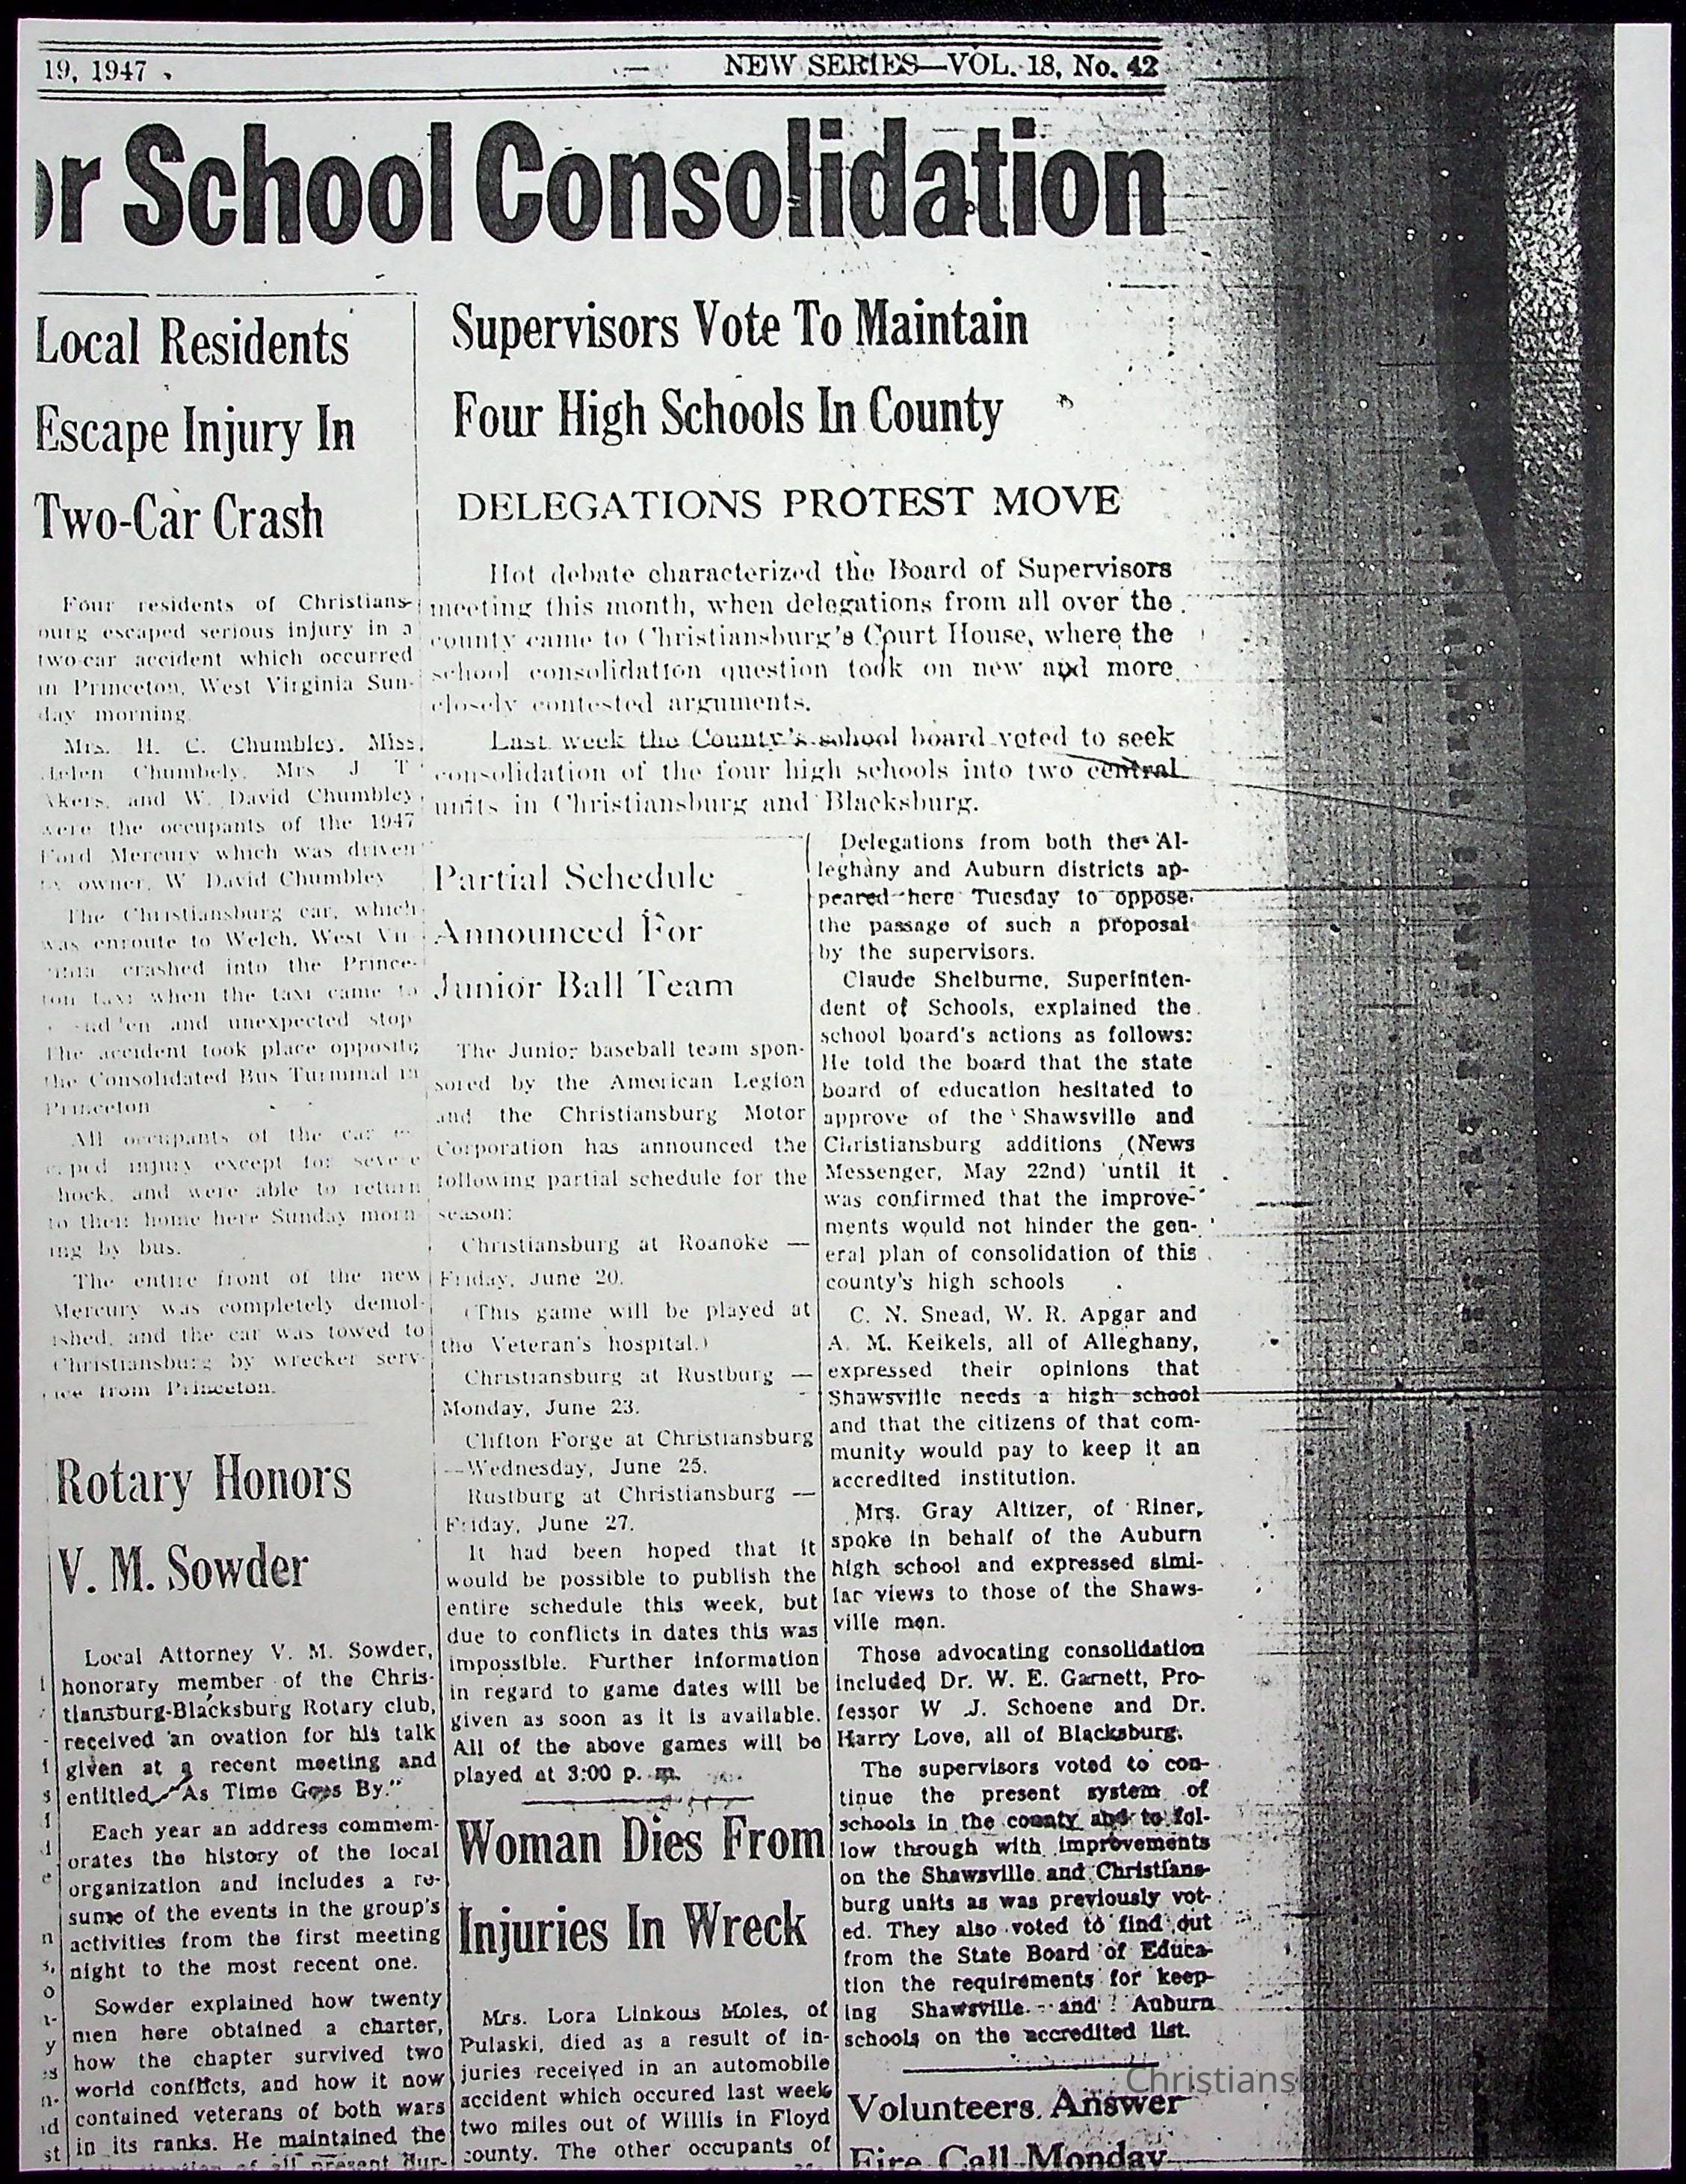 19, 1947
NEW SERIES—VOL. 18, No. 42
or School Consolidation
Local Residents
Escape Injury In
Two-Car Crash
Four residents of Christians-
burg escaped serious injury in a
two-car accident which occurred
in Princeton, West Virginia Sun-
day morning.
Mrs. H. C. Chumbley, Miss
Helen Chumbely, Mrs J T
Akers, and W. David Chumbley
were the occupants of the 1947
Ford Mercury which was driven
by owner, W David Chumbley
The Christiansburg car, which
was enroute to Welch, West Vir-
ginia crashed into the Prince-
ton taxi when the taxi came to
sudden and unexpected stop
The accident took place opposite
the Consolidated Bus Turminal in
Princeton
All occupants of the car es-
caped injury except for severe
shock, and were able to return
to their home here Sunday morn-
ing by bus.
The entire front of the new
Mercury was completely demol-
ished, and the car was towed to
Christiansburg by wrecker serv-
ice from Princeton.
Rotary Honors
V. M. Sowder
Local Attorney V. M. Sowder,
honorary member of the Chris-
tiansburg-Blacksburg Rotary club,
received an ovation for his talk
given at a recent meeting and
entitled "As Time Goes By."
Each year an address commem-
orates the history of the local
organization and includes a re-
sume of the events in the group's
activities from the first meeting
night to the most recent one.
Sowder explained how twenty
men here obtained a charter,
how the chapter survived two
world conflicts, and how it now
contained veterans of both wars
in its ranks. He maintained the
of all present
Supervisors Vote To Maintain
Four High Schools In County
DELEGATIONS PROTEST MOVE
Hot debate characterized the Board of Supervisors
meeting this month, when delegations from all over the
county came to Christiansburg's Court House, where the
school consolidation question took on new and more
closely contested arguments.
Last week the County's school board voted to seek
consolidation of the four high schools into two central
units in Christiansburg and Blacksburg.
Partial Schedule
Announced For
Junior Ball Team
The Junior baseball team spon-
sored by the American Legion
and the Christiansburg Motor
Corporation has announced the
following partial schedule for the
season:
Christiansburg at Roanoke —
Friday, June 20.
(This game will be played at
the Veteran's hospital.)
Christiansburg at Rustburg —
Monday, June 23.
Clifton Forge at Christiansburg
—Wednesday, June 25.
Rustburg at Christiansburg —
Friday, June 27.
It had been hoped that it
would be possible to publish the
entire schedule this week, but
due to conflicts in dates this was
impossible. Further information
in regard to game dates will be
given as soon as it is available.
All of the above games will be
played at 3:00 p. m.
Woman Dies From
Injuries In Wreck
Mrs. Lora Linkous Moles, of
Pulaski, died as a result of in-
juries received in an automobile
accident which occured last week
two miles out of Willis in Floyd
county. The other occupants of
Delegations from both the Al-
leghany and Auburn districts ap-
peared here Tuesday to oppose
the passage of such a proposal
by the supervisors.
Claude Shelburne, Superinten-
dent of Schools, explained the
school board's actions as follows:
He told the board that the state
board of education hesitated to
approve of the Shawsville and
Christiansburg additions (News
Messenger, May 22nd) until it
was confirmed that the improve-
ments would not hinder the gen-
eral plan of consolidation of this
county's high schools
C. N. Snead, W. R. Apgar and
A. M. Keikels, all of Alleghany,
expressed their opinions that
Shawsville needs a high school
and that the citizens of that com-
munity would pay to keep it an
accredited institution.
Mrs. Gray Altizer, of Riner,
spoke in behalf of the Auburn
high school and expressed simi-
lar views to those of the Shaws-
ville men.
Those advocating consolidation
included Dr. W. E. Garnett, Pro-
fessor W. J. Schoene and Dr.
Harry Love, all of Blacksburg.
The supervisors voted to con-
tinue the present system of
schools in the county and to fol-
low through with improvements
on the Shawsville and Christians-
burg units as was previously vot-
ed. They also voted to find out
from the State Board of Educa-
tion the requirements for keep-
ing Shawsville and Auburn
schools on the accredited list.
Volunteers Answer
Fire Call Monday